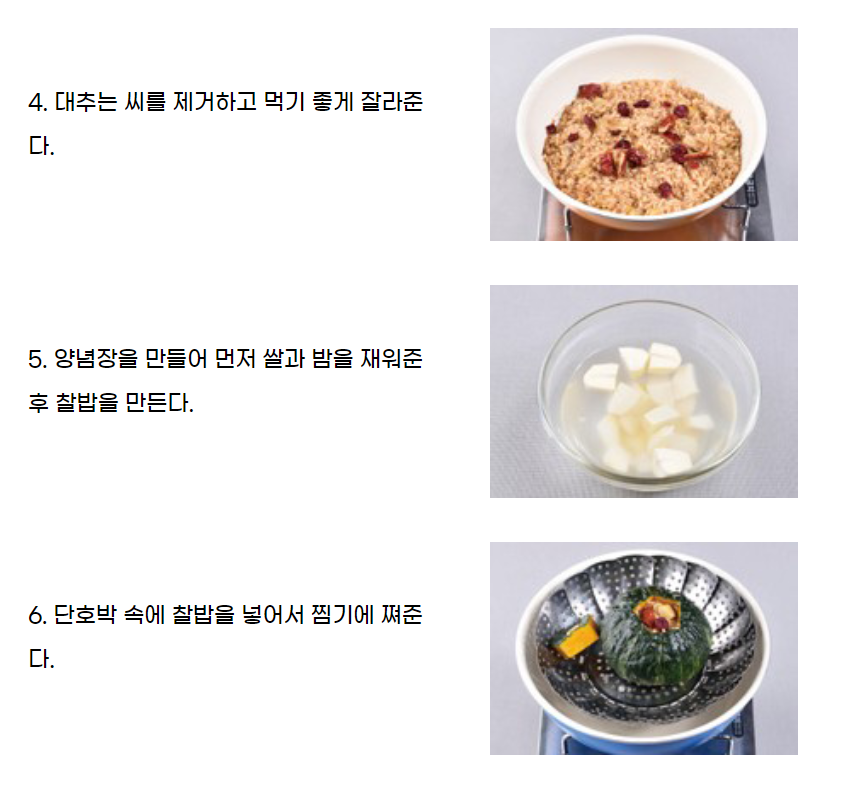 4. 대추는 씨를 제거하고 먹기 좋게 잘라준
다.
5. 양념장을 만들어 먼저 쌀과 밤을 재워준
후 찰밥을 만든다.
6. 단호박 속에 찰밥을 넣어서 찜기에 쪄준
다.